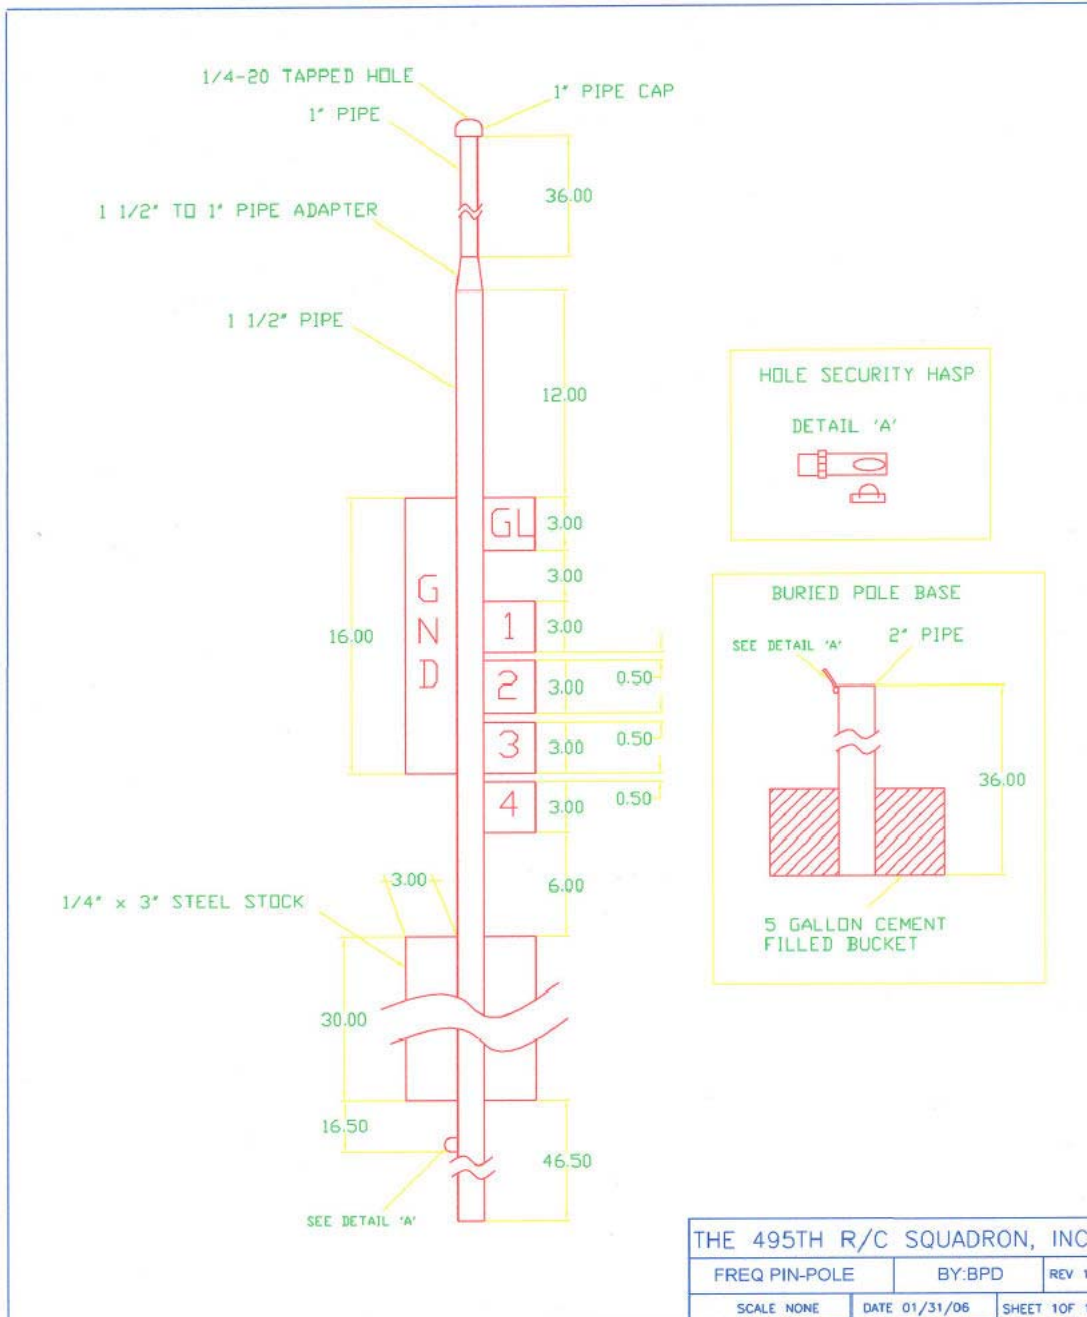 1/4-20 TAPPED HOLE
1" PIPE CAP
1" PIPE
36.00
1 1/2" TO 1" PIPE ADAPTER
1 1/2" PIPE
12.00
HOLE SECURITY HASP
DETAIL 'A'
GL
3.00
3.00
GND
16.00
1
3.00
2
3.00
0.50
3
3.00
0.50
4
3.00
0.50
BURIED POLE BASE
SEE DETAIL 'A'
2" PIPE
36.00
5 GALLON CEMENT
FILLED BUCKET
3.00
6.00
1/4" x 3" STEEL STOCK
30.00
16.50
46.50
SEE DETAIL 'A'
THE 495TH R/C SQUADRON, INC
FREQ PIN-POLE
BY:BPD
REV 1
SCALE NONE
DATE 01/31/06
SHEET 1OF 1